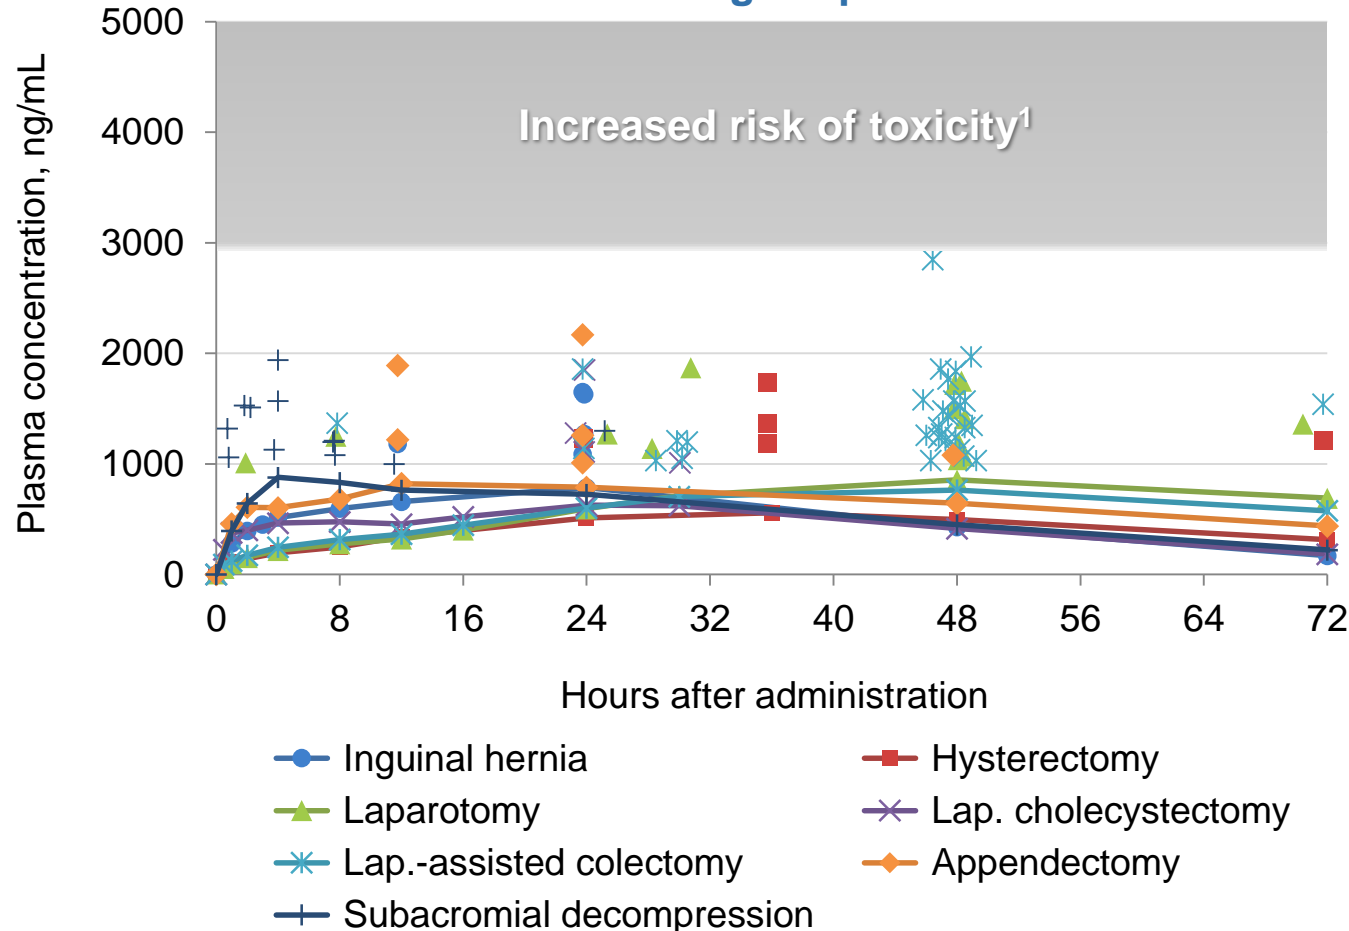 5000
4000
3000
2000
1000
0
Plasma concentration, ng/mL
Increased risk of toxicity1
0 8 16 24 32 40 48 56 64 72
Hours after administration
Inguinal hernia
Hysterectomy
Laparotomy
Lap. cholecystectomy
Lap.-assisted colectomy
Appendectomy
Subacromial decompression